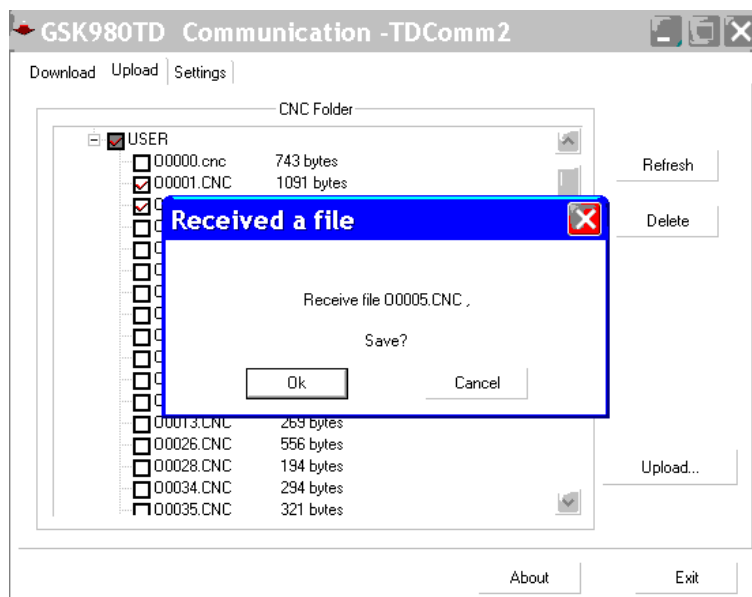 GSK980TD Communication -TDComm2
Download Upload Settings
CNC Folder
USER
O0000.cnc 743 bytes
O0001.CNC 1091 bytes
Refresh
Received a file
Delete
Receive file O0005.CNC ,
Save?
Ok Cancel
O0013.CNC 269 bytes
O0026.CNC 556 bytes
O0028.CNC 194 bytes
Upload...
O0034.CNC 294 bytes
O0035.CNC 321 bytes
About Exit